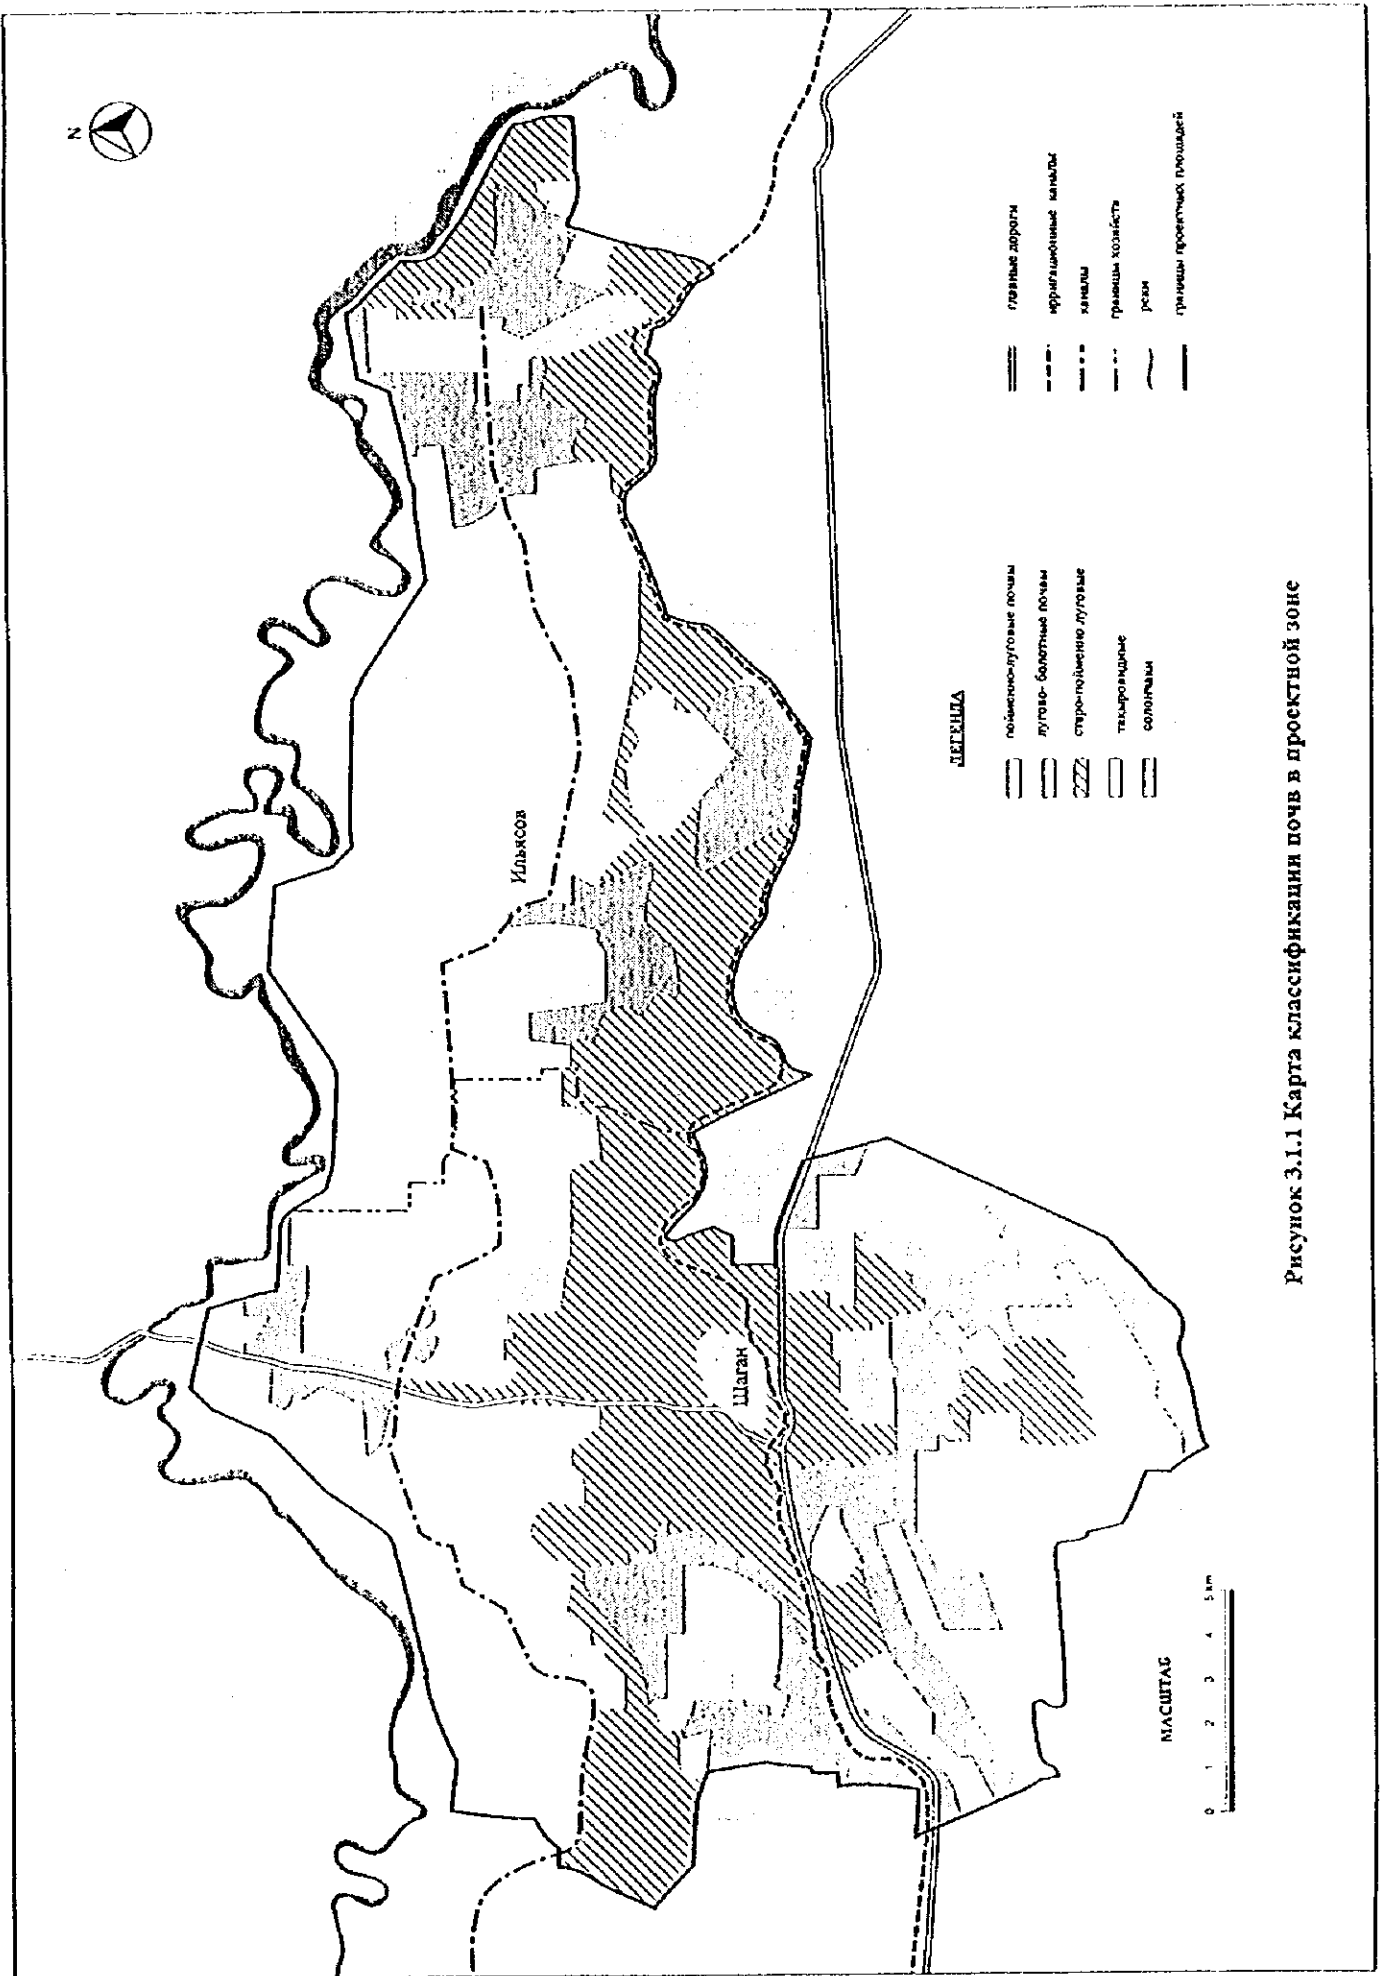 N
Ильясов
Шаган
ЛЕГЕНДА
пойменно-луговые почвы
лугово- болотные почвы
старо-пойменно луговые
такыровидные
солончаки
главные дороги
ирригационные каналы
каналы
границы хозяйств
реки
границы проектных площадей
МАСШТАБ
0 1 2 3 4 5 km
Рисунок 3.1.1 Карта классификации почв в проектной зоне